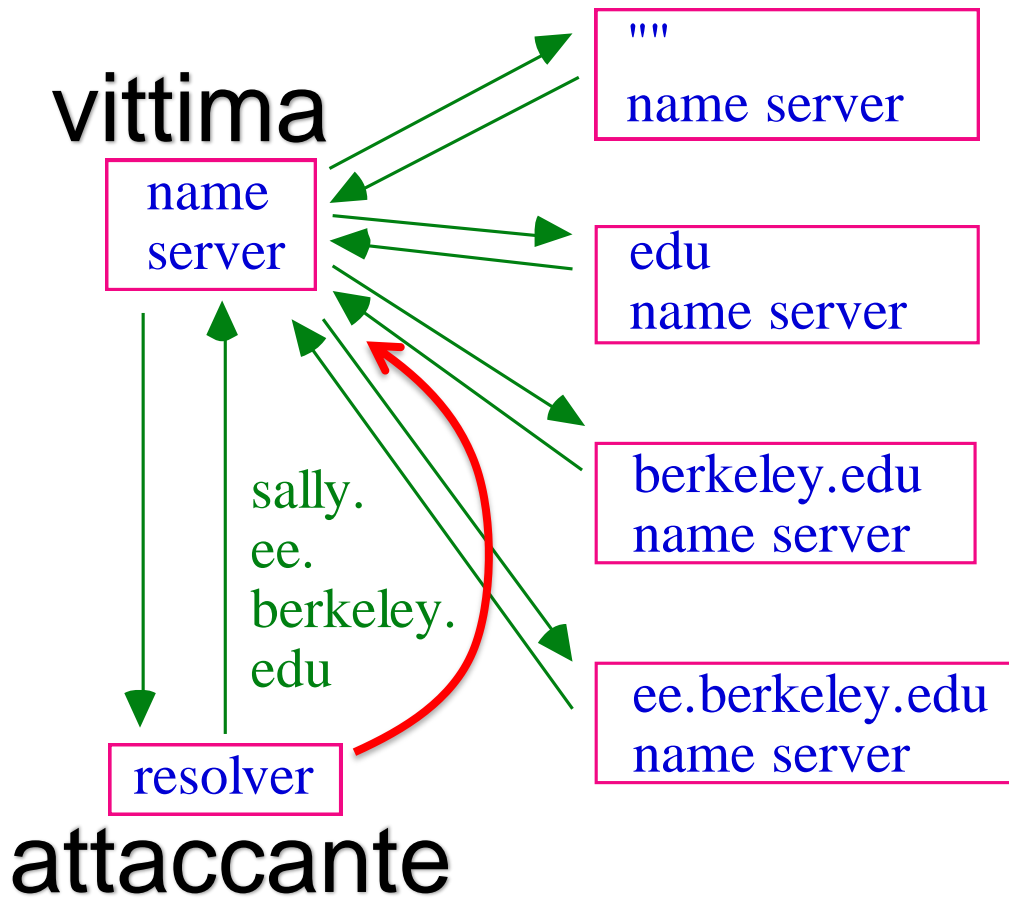 vittima
name
server
""
name server
edu
name server
berkeley.edu
name server
ee.berkeley.edu
name server
sally.
ee.
berkeley.
edu
resolver
attaccante